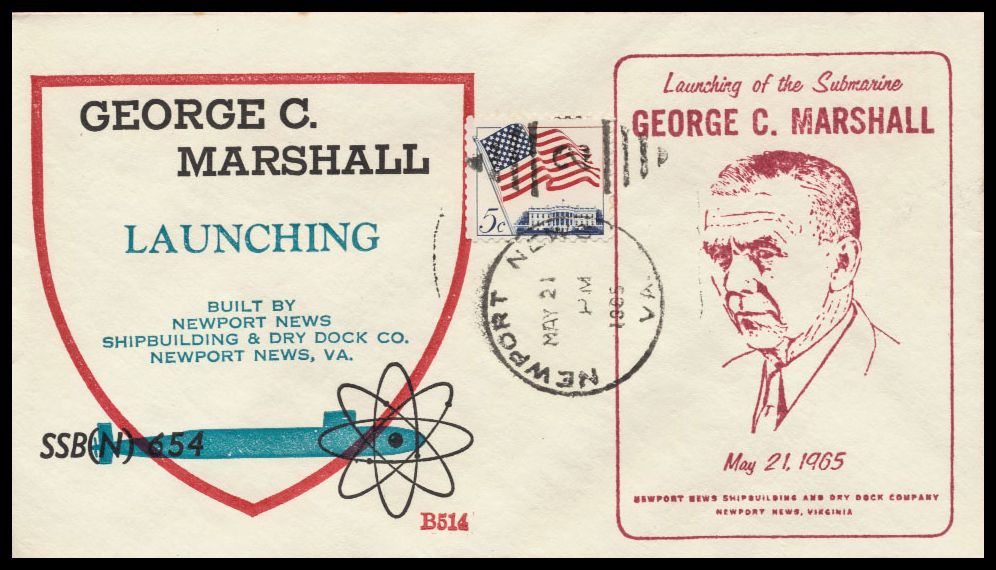 GEORGE C.
MARSHALL
LAUNCHING
BUILT BY
NEWPORT NEWS
SHIPBUILDING & DRY DOCK CO.
NEWPORT NEWS, VA.
SSB(N)-654
B514
5c
NEWPORT NEWS
VA.
MAY 21
PM
1965
Launching of the Submarine
GEORGE C. MARSHALL
May 21, 1965
NEWPORT NEWS SHIPBUILDING AND DRY DOCK COMPANY
NEWPORT NEWS, VIRGINIA